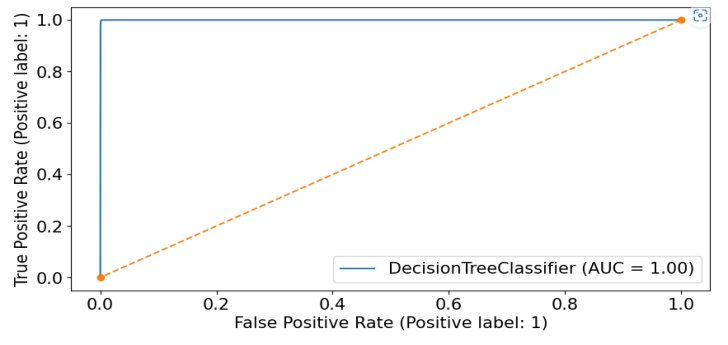 True Positive Rate (Positive label: 1)
1.0
0.8
0.6
0.4
0.2
0.0
DecisionTreeClassifier (AUC = 1.00)
0.0 0.2 0.4 0.6 0.8 1.0
False Positive Rate (Positive label: 1)